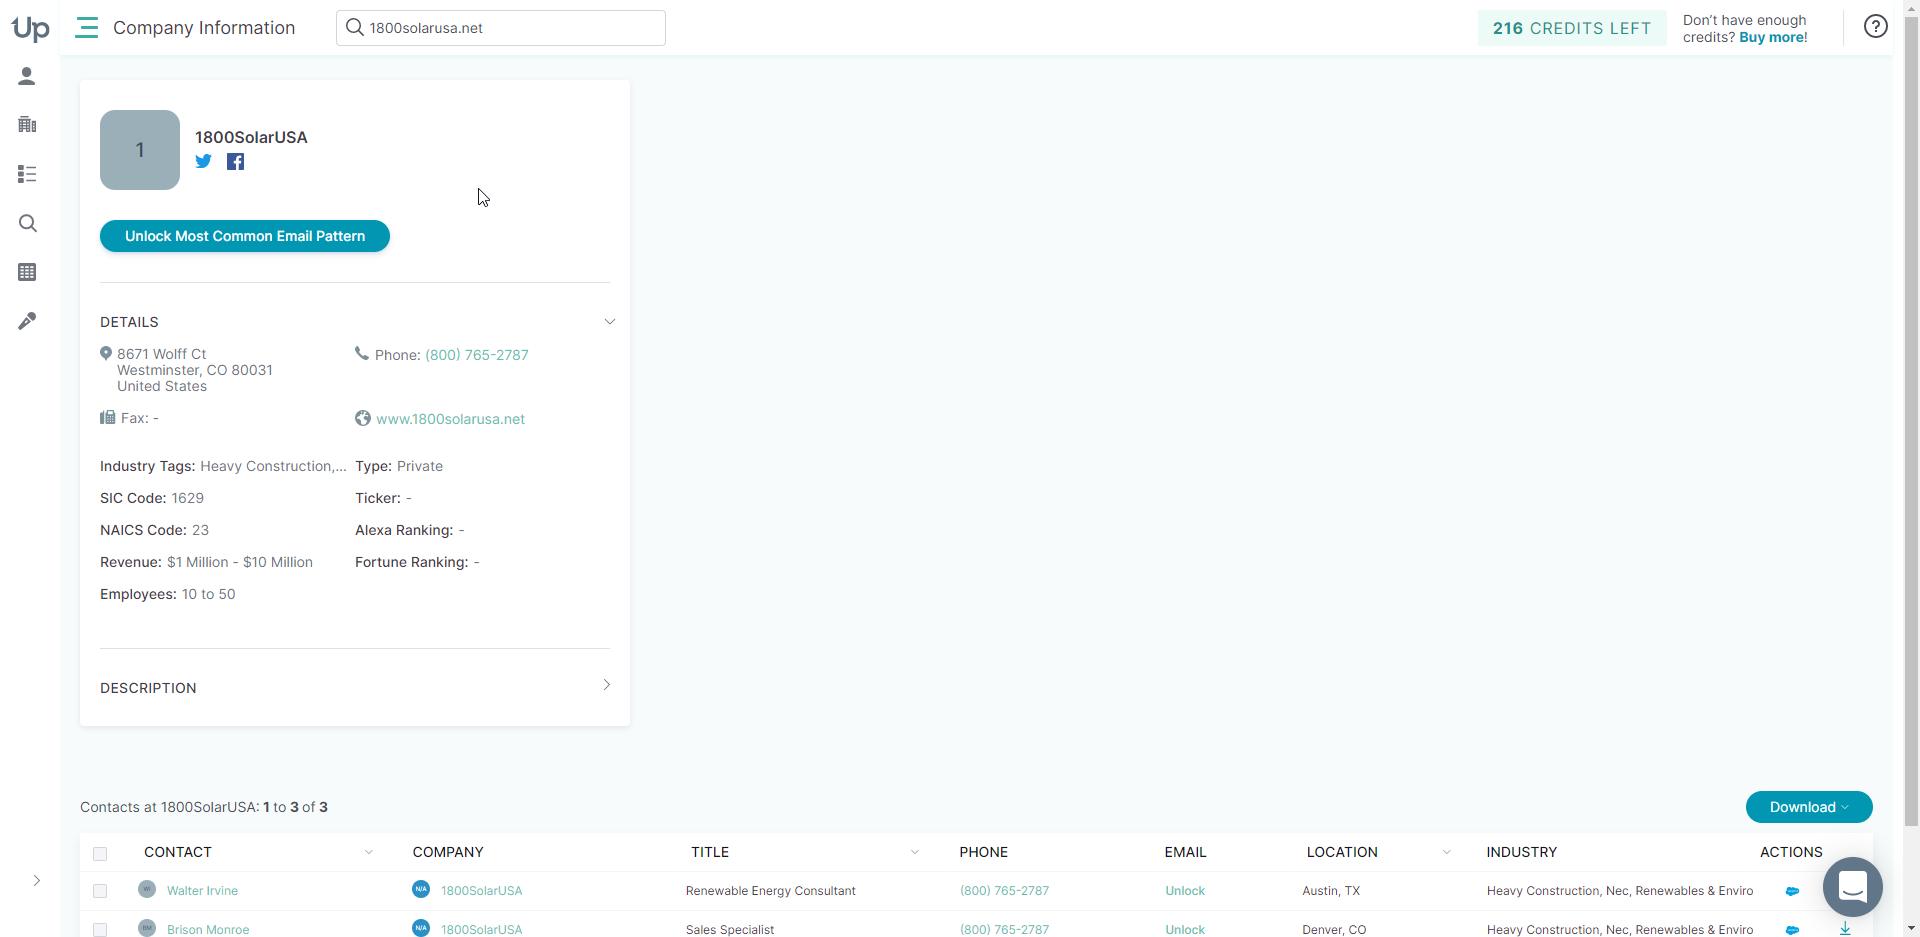 Up
Company Information
1800solarusa.net
216 CREDITS LEFT
Don't have enough
credits? Buy more!
1
1800SolarUSA
Unlock Most Common Email Pattern
DETAILS
8671 Wolff Ct
Westminster, CO 80031
United States
Phone: (800) 765-2787
Fax: -
www.1800solarusa.net
Industry Tags: Heavy Construction,...
Type: Private
SIC Code: 1629
Ticker: -
NAICS Code: 23
Alexa Ranking: -
Revenue: $1 Million - $10 Million
Fortune Ranking: -
Employees: 10 to 50
DESCRIPTION
Contacts at 1800SolarUSA: 1 to 3 of 3
Download
CONTACT COMPANY TITLE PHONE EMAIL LOCATION INDUSTRY ACTIONS
WI Walter Irvine N/A 1800SolarUSA Renewable Energy Consultant (800) 765-2787 Unlock Austin, TX Heavy Construction, Nec, Renewables & Enviro
BM Brison Monroe N/A 1800SolarUSA Sales Specialist (800) 765-2787 Unlock Denver, CO Heavy Construction, Nec, Renewables & Enviro